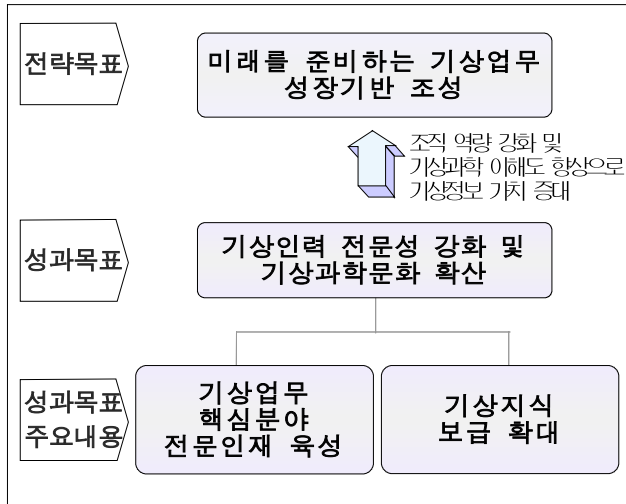 전략목표
미래를 준비하는 기상업무
성장기반 조성
조직 역량 강화 및
기상과학 이해도 향상으로
기상정보 가치 증대
성과목표
기상인력 전문성 강화 및
기상과학문화 확산
성과목표
주요내용
기상업무
핵심분야
전문인재 육성
기상지식
보급 확대